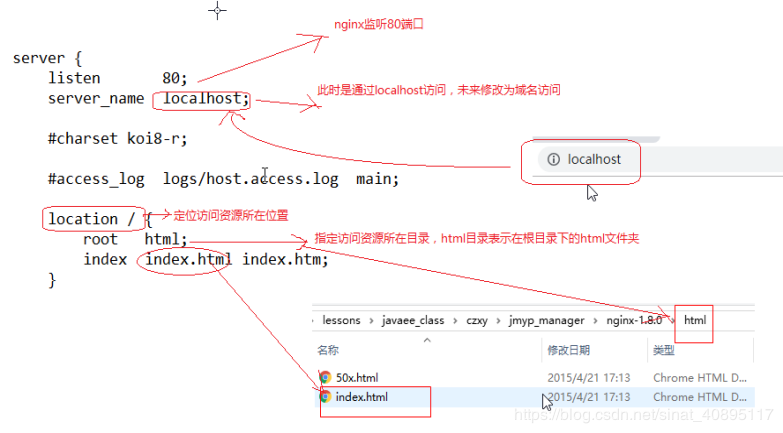 nginx监听80端口
server {
listen 80;
server_name localhost;
此时是通过localhost访问，未来修改为域名访问
#charset koi8-r;
localhost
#access_log logs/host.access.log main;
location / {
定位访问资源所在位置
root html;
指定访问资源所在目录，html目录表示在根目录下的html文件夹
index index.html index.htm;
}
lessons > javaee_class > czxy > jmyp_manager > nginx-1.8.0 > html
名称 修改日期 类型
50x.html 2015/4/21 17:13 Chrome HTML D...
index.html 2015/4/21 17:13 Chrome HTML D...
https://blog.csdn.net/sinat_40895117